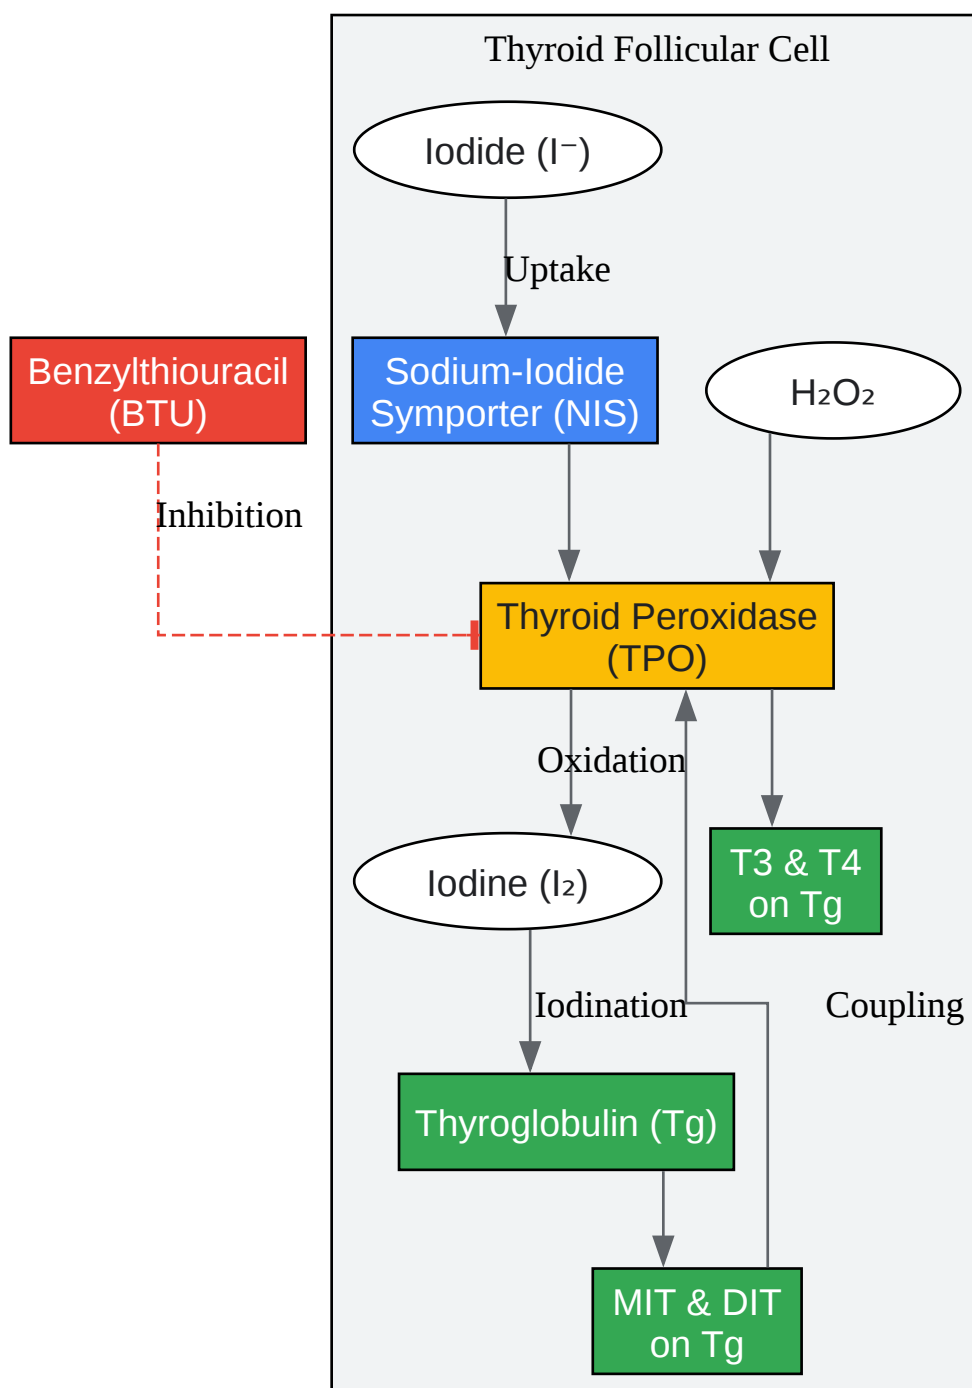 Thyroid Follicular Cell
Iodide (I⁻)
Uptake
Benzylthiouracil
(BTU)
Sodium-Iodide
Symporter (NIS)
H₂O₂
Inhibition
Thyroid Peroxidase
(TPO)
Oxidation
T3 & T4
on Tg
Iodine (I₂)
Iodination
Coupling
Thyroglobulin (Tg)
MIT & DIT
on Tg